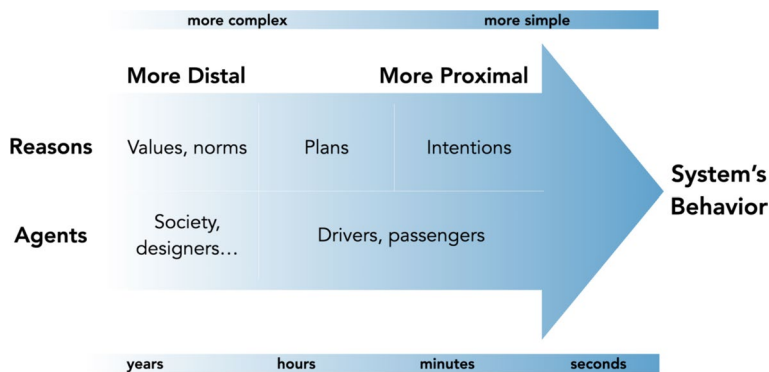 more complex more simple
More Distal More Proximal
Reasons Values, norms Plans Intentions
System's
Behavior
Agents Society,
designers... Drivers, passengers
years hours minutes seconds